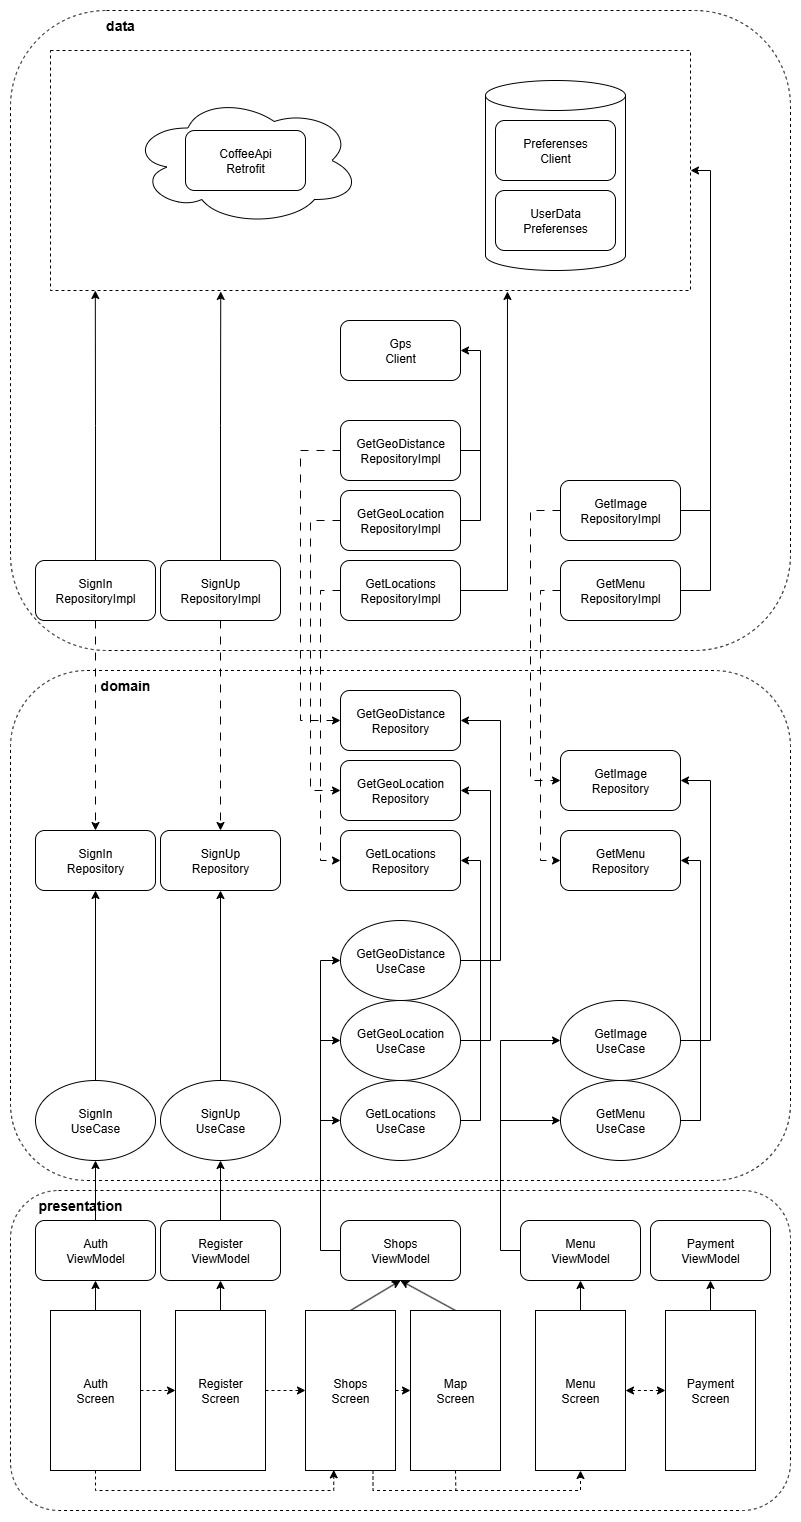 data
CoffeeApi
Retrofit
Preferenses
Client
UserData
Preferenses
Gps
Client
GetGeoDistance
RepositoryImpl
GetGeoLocation
RepositoryImpl
GetImage
RepositoryImpl
SignIn
RepositoryImpl
SignUp
RepositoryImpl
GetLocations
RepositoryImpl
GetMenu
RepositoryImpl
domain
GetGeoDistance
Repository
GetGeoLocation
Repository
GetImage
Repository
SignIn
Repository
SignUp
Repository
GetLocations
Repository
GetMenu
Repository
GetGeoDistance
UseCase
GetGeoLocation
UseCase
GetImage
UseCase
SignIn
UseCase
SignUp
UseCase
GetLocations
UseCase
GetMenu
UseCase
presentation
Auth
ViewModel
Register
ViewModel
Shops
ViewModel
Menu
ViewModel
Payment
ViewModel
Auth
Screen
Register
Screen
Shops
Screen
Map
Screen
Menu
Screen
Payment
Screen